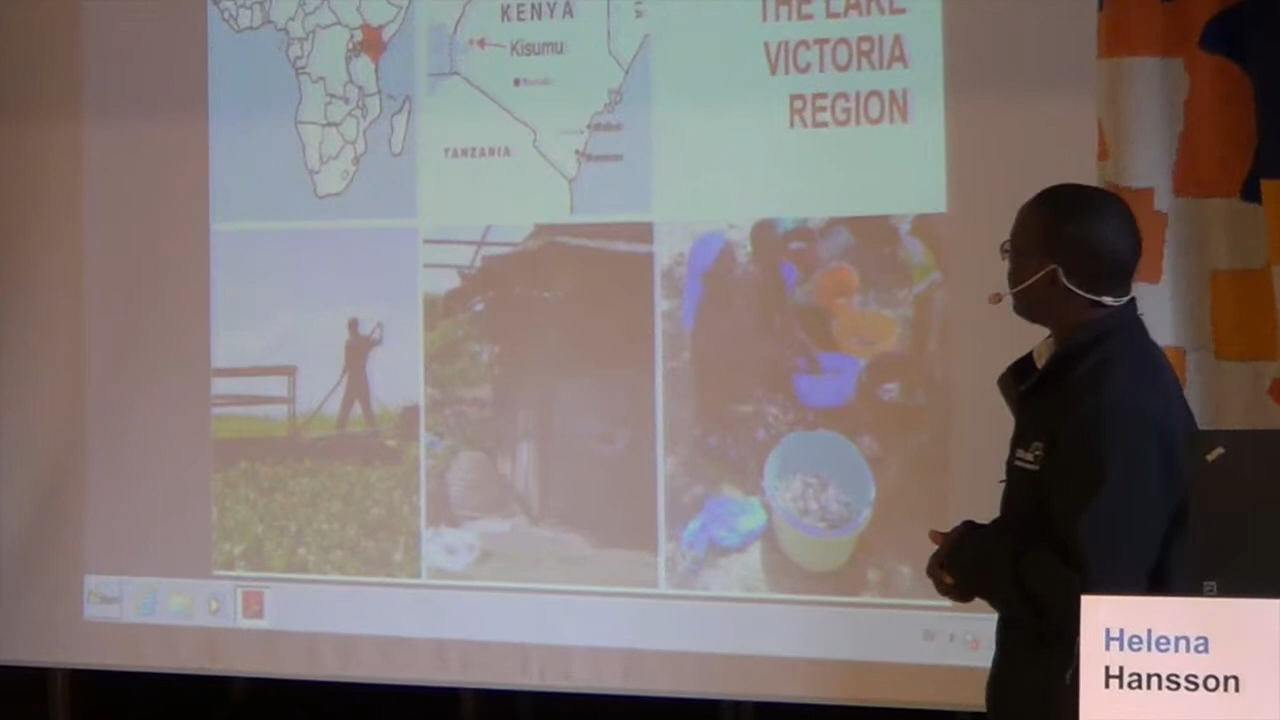 KENYA
Kisumu
TANZANIA
THE LAKE
VICTORIA
REGION
Helena
Hansson